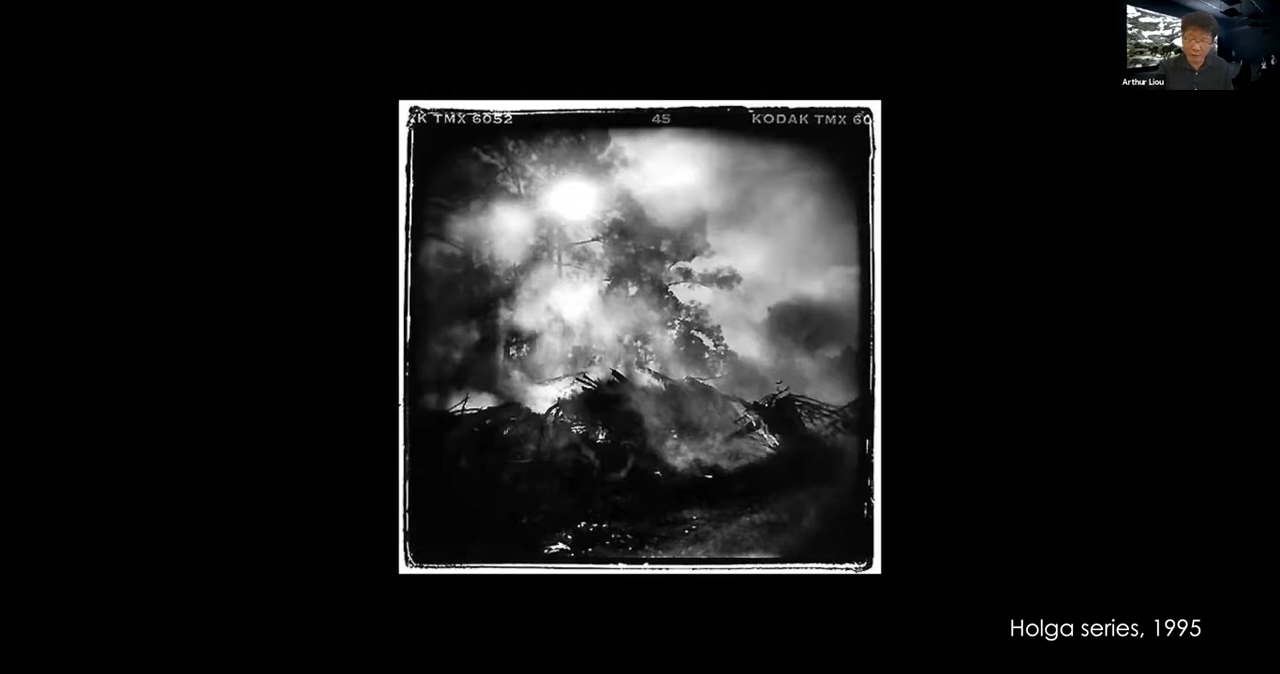 Arthur Liou
K TMX 6052
45
KODAK TMX 60
Holga series, 1995